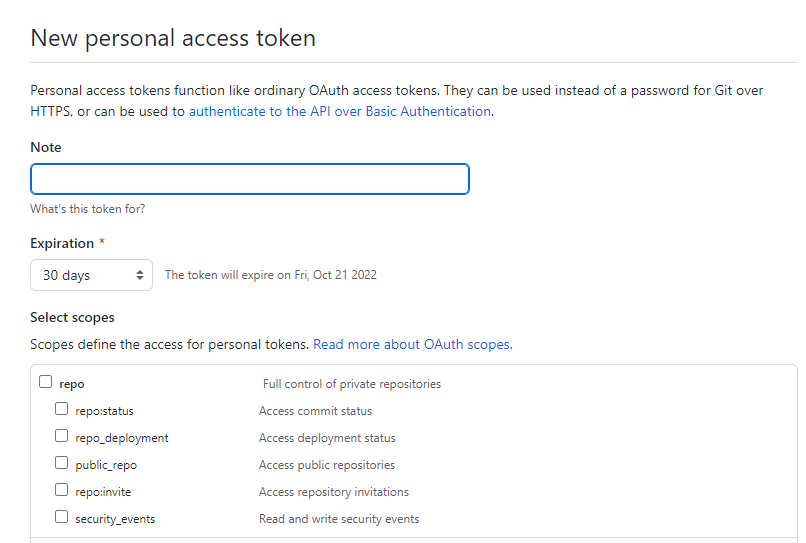 New personal access token
Personal access tokens function like ordinary OAuth access tokens. They can be used instead of a password for Git over
HTTPS, or can be used to authenticate to the API over Basic Authentication.
Note
What's this token for?
Expiration *
30 days The token will expire on Fri, Oct 21 2022
Select scopes
Scopes define the access for personal tokens. Read more about OAuth scopes.
repo Full control of private repositories
repo:status Access commit status
repo_deployment Access deployment status
public_repo Access public repositories
repo:invite Access repository invitations
security_events Read and write security events